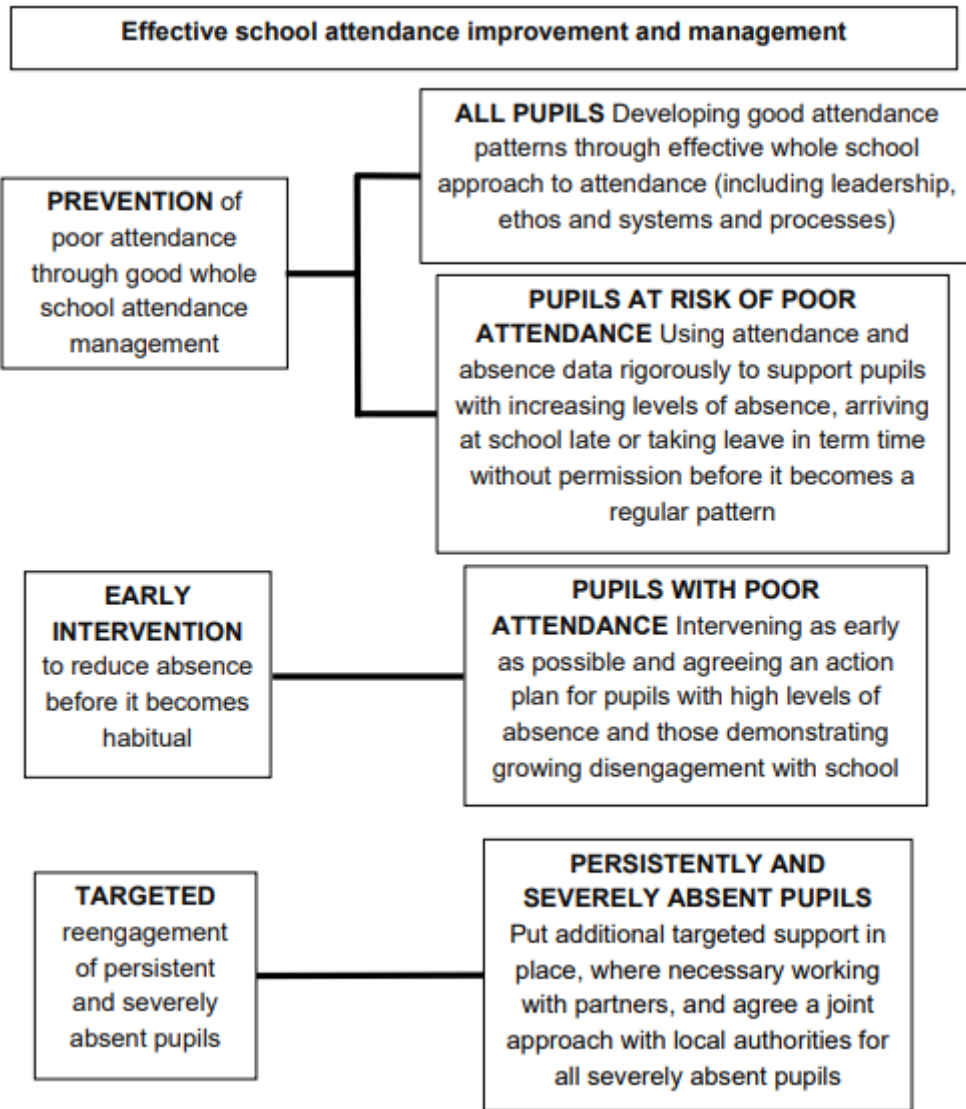 Effective school attendance improvement and management
PREVENTION of
poor attendance
through good whole
school attendance
management
ALL PUPILS Developing good attendance
patterns through effective whole school
approach to attendance (including leadership,
ethos and systems and processes)
PUPILS AT RISK OF POOR
ATTENDANCE Using attendance and
absence data rigorously to support pupils
with increasing levels of absence, arriving
at school late or taking leave in term time
without permission before it becomes a
regular pattern
EARLY
INTERVENTION
to reduce absence
before it becomes
habitual
PUPILS WITH POOR
ATTENDANCE Intervening as early
as possible and agreeing an action
plan for pupils with high levels of
absence and those demonstrating
growing disengagement with school
TARGETED
reengagement
of persistent
and severely
absent pupils
PERSISTENTLY AND
SEVERELY ABSENT PUPILS
Put additional targeted support in
place, where necessary working
with partners, and agree a joint
approach with local authorities for
all severely absent pupils